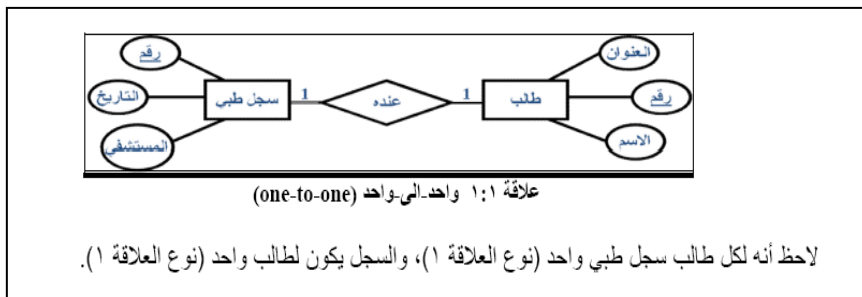 العنوان
رقم
الاسم
طالب
1
عنده
1
سجل طبي
رقم
التاريخ
المستشفى
علاقة ١:١ واحد-الى-واحد (one-to-one)
لاحظ أنه لكل طالب سجل طبي واحد (نوع العلاقة ١)، والسجل يكون لطالب واحد (نوع العلاقة ١).